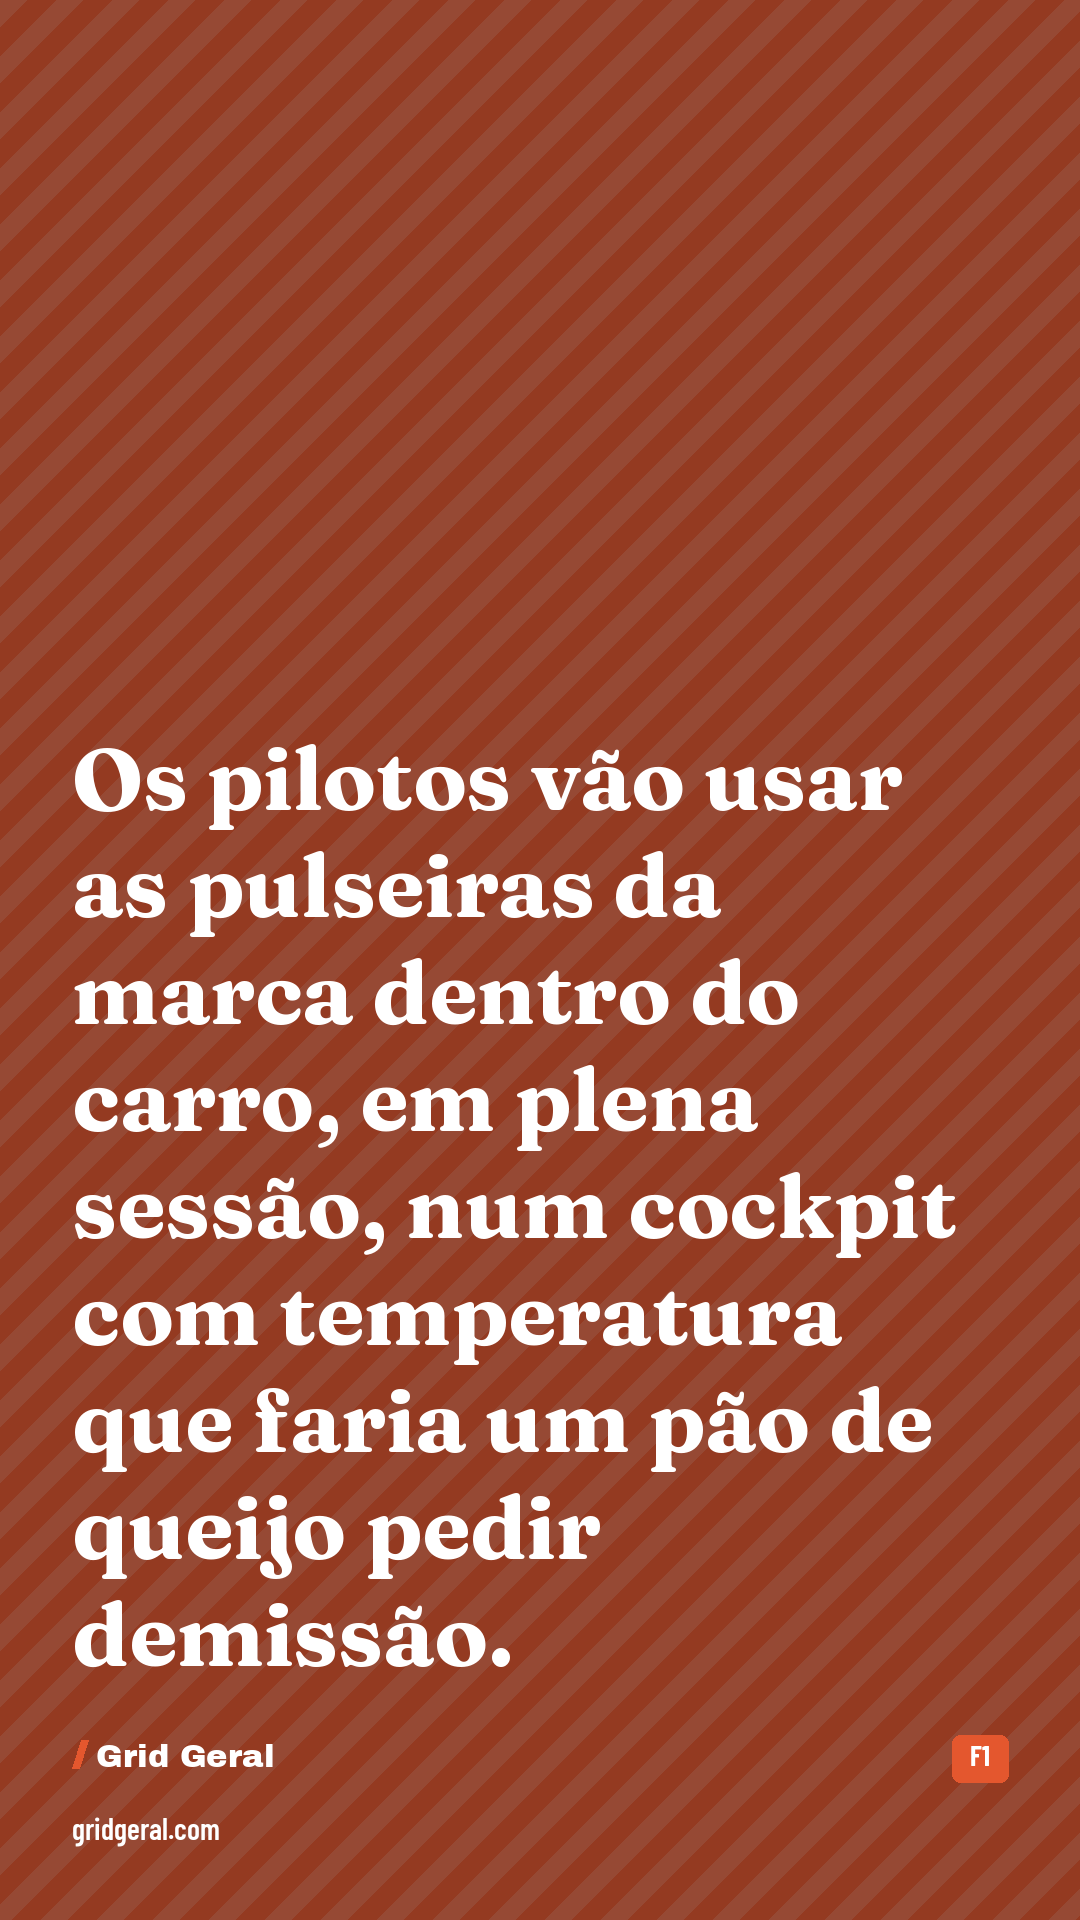 Os pilotos vão usar
as pulseiras da
marca dentro do
carro, em plena
sessão, num cockpit
com temperatura
que faria um pão de
queijo pedir
demissão.
/ Grid Geral
F1
gridgeral.com